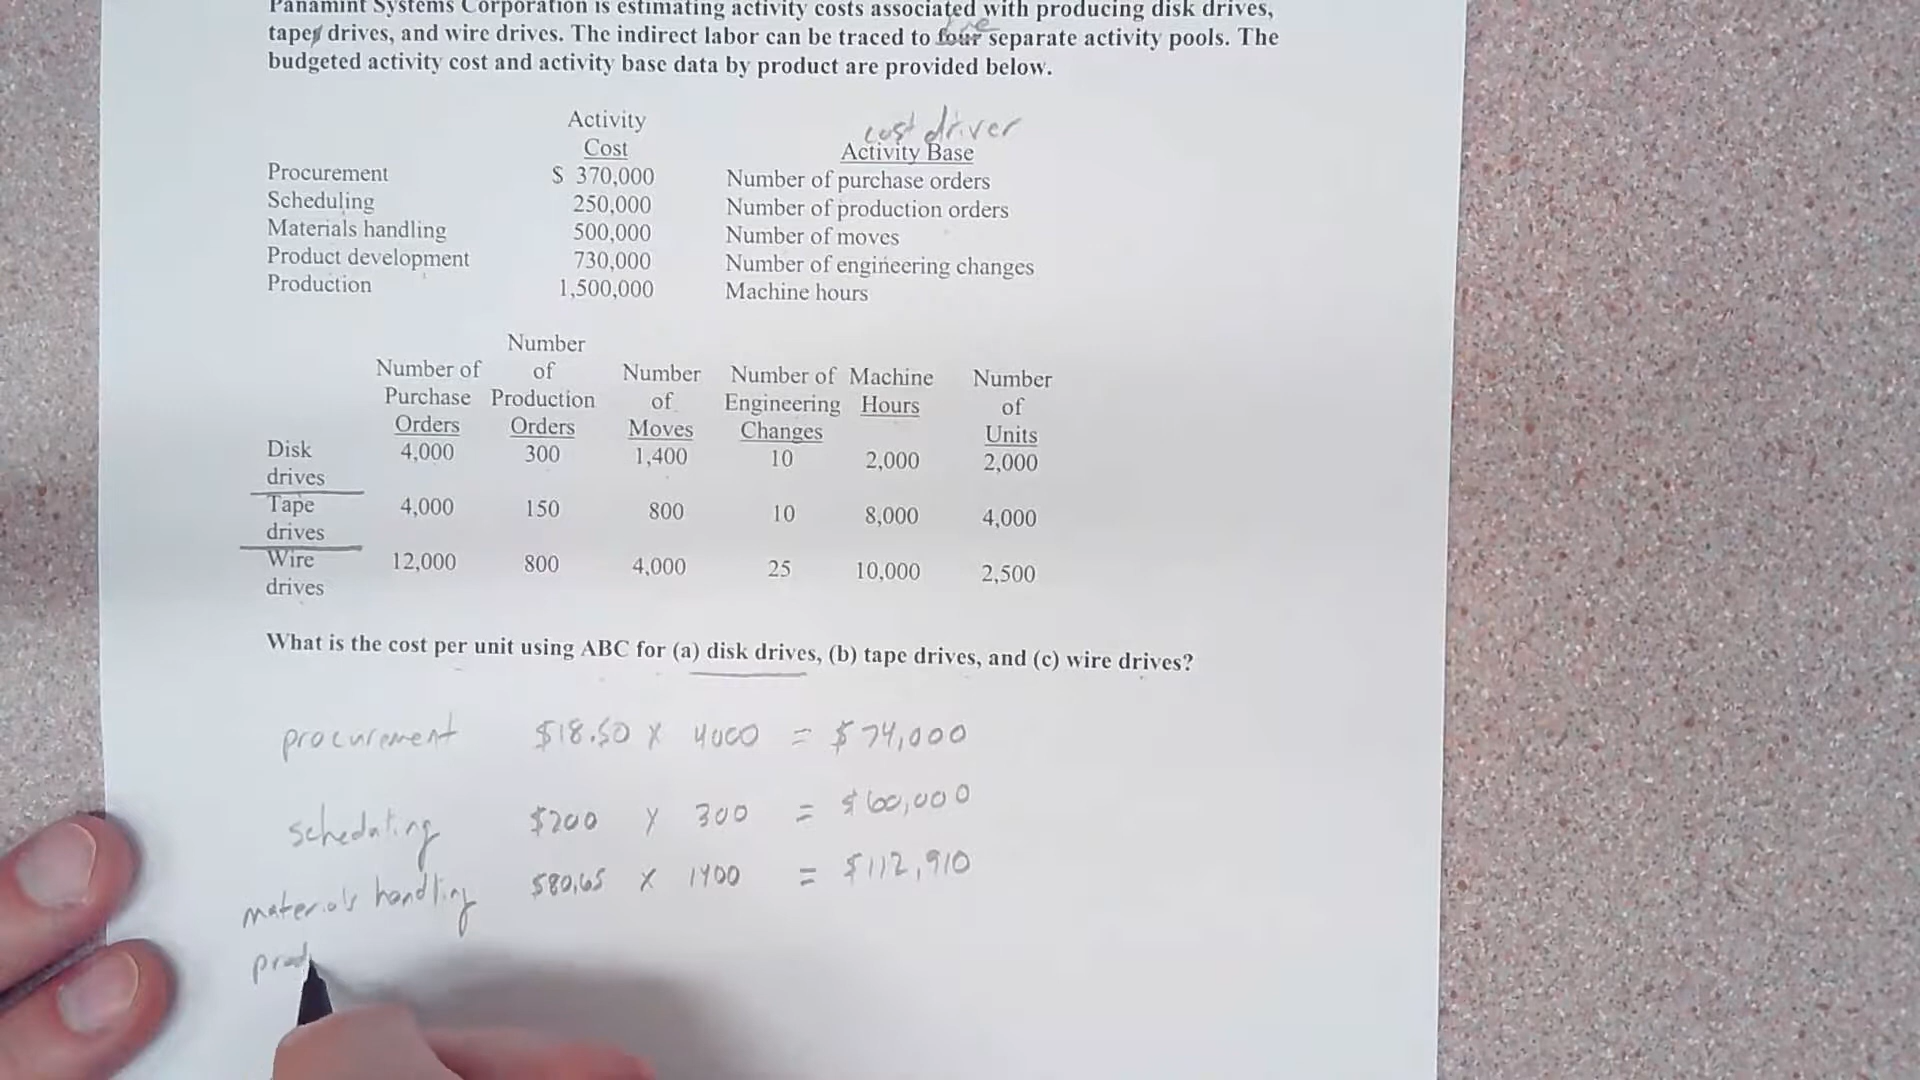 Panamint Systems Corporation is estimating activity costs associated with producing disk drives,
tape drives, and wire drives. The indirect labor can be traced to four separate activity pools. The
budgeted activity cost and activity base data by product are provided below.
Activity cost driver
Cost Activity Base
Procurement $ 370,000 Number of purchase orders
Scheduling 250,000 Number of production orders
Materials handling 500,000 Number of moves
Product development 730,000 Number of engineering changes
Production 1,500,000 Machine hours
Number
Number of of Number Number of Machine Number
Purchase Production of Engineering Hours of
Orders Orders Moves Changes Units
Disk 4,000 300 1,400 10 2,000 2,000
drives
Tape 4,000 150 800 10 8,000 4,000
drives
Wire 12,000 800 4,000 25 10,000 2,500
drives
What is the cost per unit using ABC for (a) disk drives, (b) tape drives, and (c) wire drives?
procurement $18.50 X 4000 = $74,000
scheduling $200 X 300 = $60,000
materials handling $80.65 X 1400 = $112,910
prod